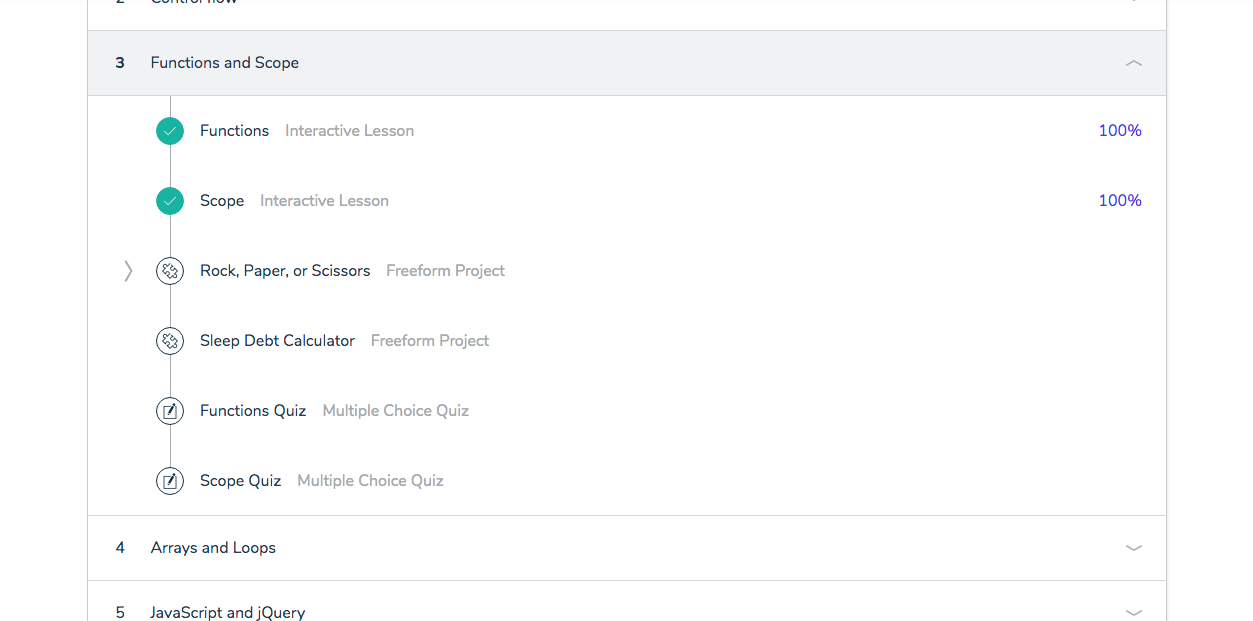 2 Control flow
3 Functions and Scope
Functions Interactive Lesson 100%
Scope Interactive Lesson 100%
Rock, Paper, or Scissors Freeform Project
Sleep Debt Calculator Freeform Project
Functions Quiz Multiple Choice Quiz
Scope Quiz Multiple Choice Quiz
4 Arrays and Loops
5 JavaScript and jQuery